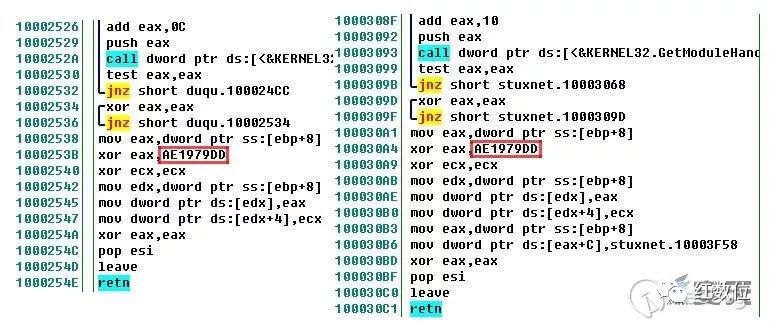 10002526 add eax,0C
10002529 push eax
1000252A call dword ptr ds:[<&KERNEL32
10002530 test eax,eax
10002532 jnz short duqu.100024CC
10002534 xor eax,eax
10002536 jnz short duqu.10002534
10002538 mov eax,dword ptr ss:[ebp+8]
1000253B xor eax,AE1979DD
10002540 xor ecx,ecx
10002542 mov edx,dword ptr ss:[ebp+8]
10002545 mov dword ptr ds:[edx],eax
10002547 mov dword ptr ds:[edx+4],ecx
1000254A xor eax,eax
1000254C pop esi
1000254D leave
1000254E retn
1000308F add eax,10
10003092 push eax
10003093 call dword ptr ds:[<&KERNEL32.GetModuleHand
10003099 test eax,eax
1000309B jnz short stuxnet.10003068
1000309D xor eax,eax
1000309F jnz short stuxnet.1000309D
100030A1 mov eax,dword ptr ss:[ebp+8]
100030A4 xor eax,AE1979DD
100030A9 xor ecx,ecx
100030AB mov edx,dword ptr ss:[ebp+8]
100030AE mov dword ptr ds:[edx],eax
100030B0 mov dword ptr ds:[edx+4],ecx
100030B3 mov eax,dword ptr ss:[ebp+8]
100030B6 mov dword ptr ds:[eax+C],stuxnet.10003F58
100030BD xor eax,eax
100030BF pop esi
100030C0 leave
100030C1 retn
红数位